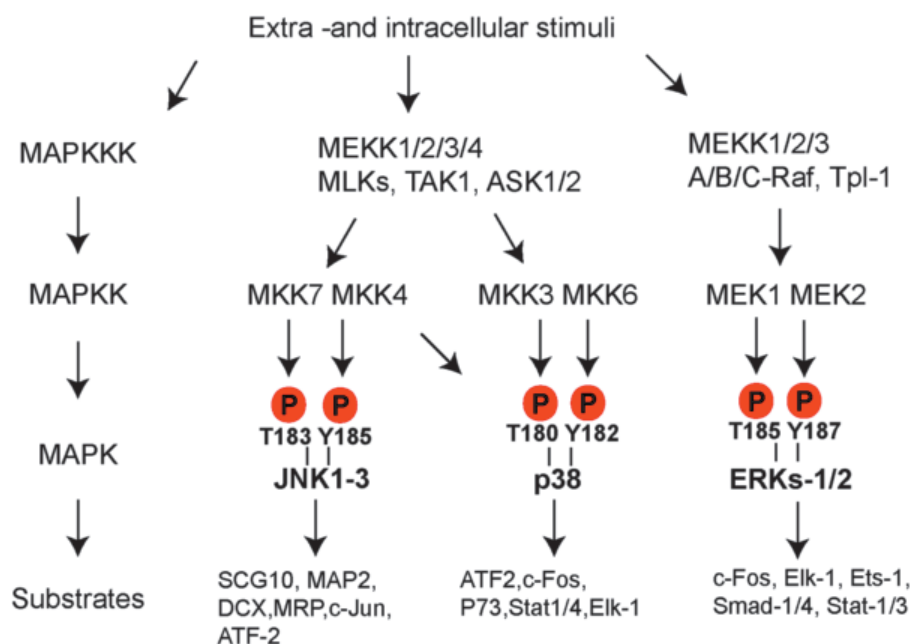 Extra -and intracellular stimuli
MAPKKK
MEKK1/2/3/4
MLKs, TAK1, ASK1/2
MEKK1/2/3
A/B/C-Raf, Tpl-1
MAPKK
MKK7 MKK4
MKK3 MKK6
MEK1 MEK2
P P
P P
P P
T183 Y185
T180 Y182
T185 Y187
MAPK
JNK1-3
p38
ERKs-1/2
Substrates
SCG10, MAP2,
DCX,MRP,c-Jun,
ATF-2
ATF2,c-Fos,
P73,Stat1/4,Elk-1
c-Fos, Elk-1, Ets-1,
Smad-1/4, Stat-1/3